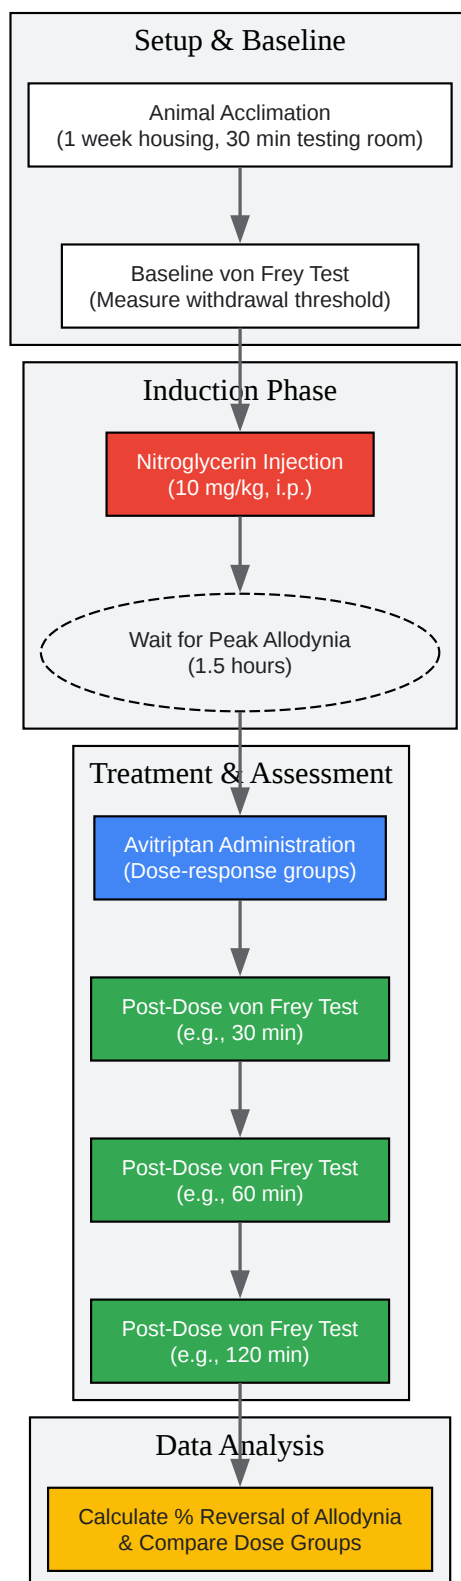 Setup & Baseline
Animal Acclimation
(1 week housing, 30 min testing room)
Baseline von Frey Test
(Measure withdrawal threshold)
Induction Phase
Nitroglycerin Injection
(10 mg/kg, i.p.)
Wait for Peak Allodynia
(1.5 hours)
Treatment & Assessment
Avitriptan Administration
(Dose-response groups)
Post-Dose von Frey Test
(e.g., 30 min)
Post-Dose von Frey Test
(e.g., 60 min)
Post-Dose von Frey Test
(e.g., 120 min)
Data Analysis
Calculate % Reversal of Allodynia
& Compare Dose Groups